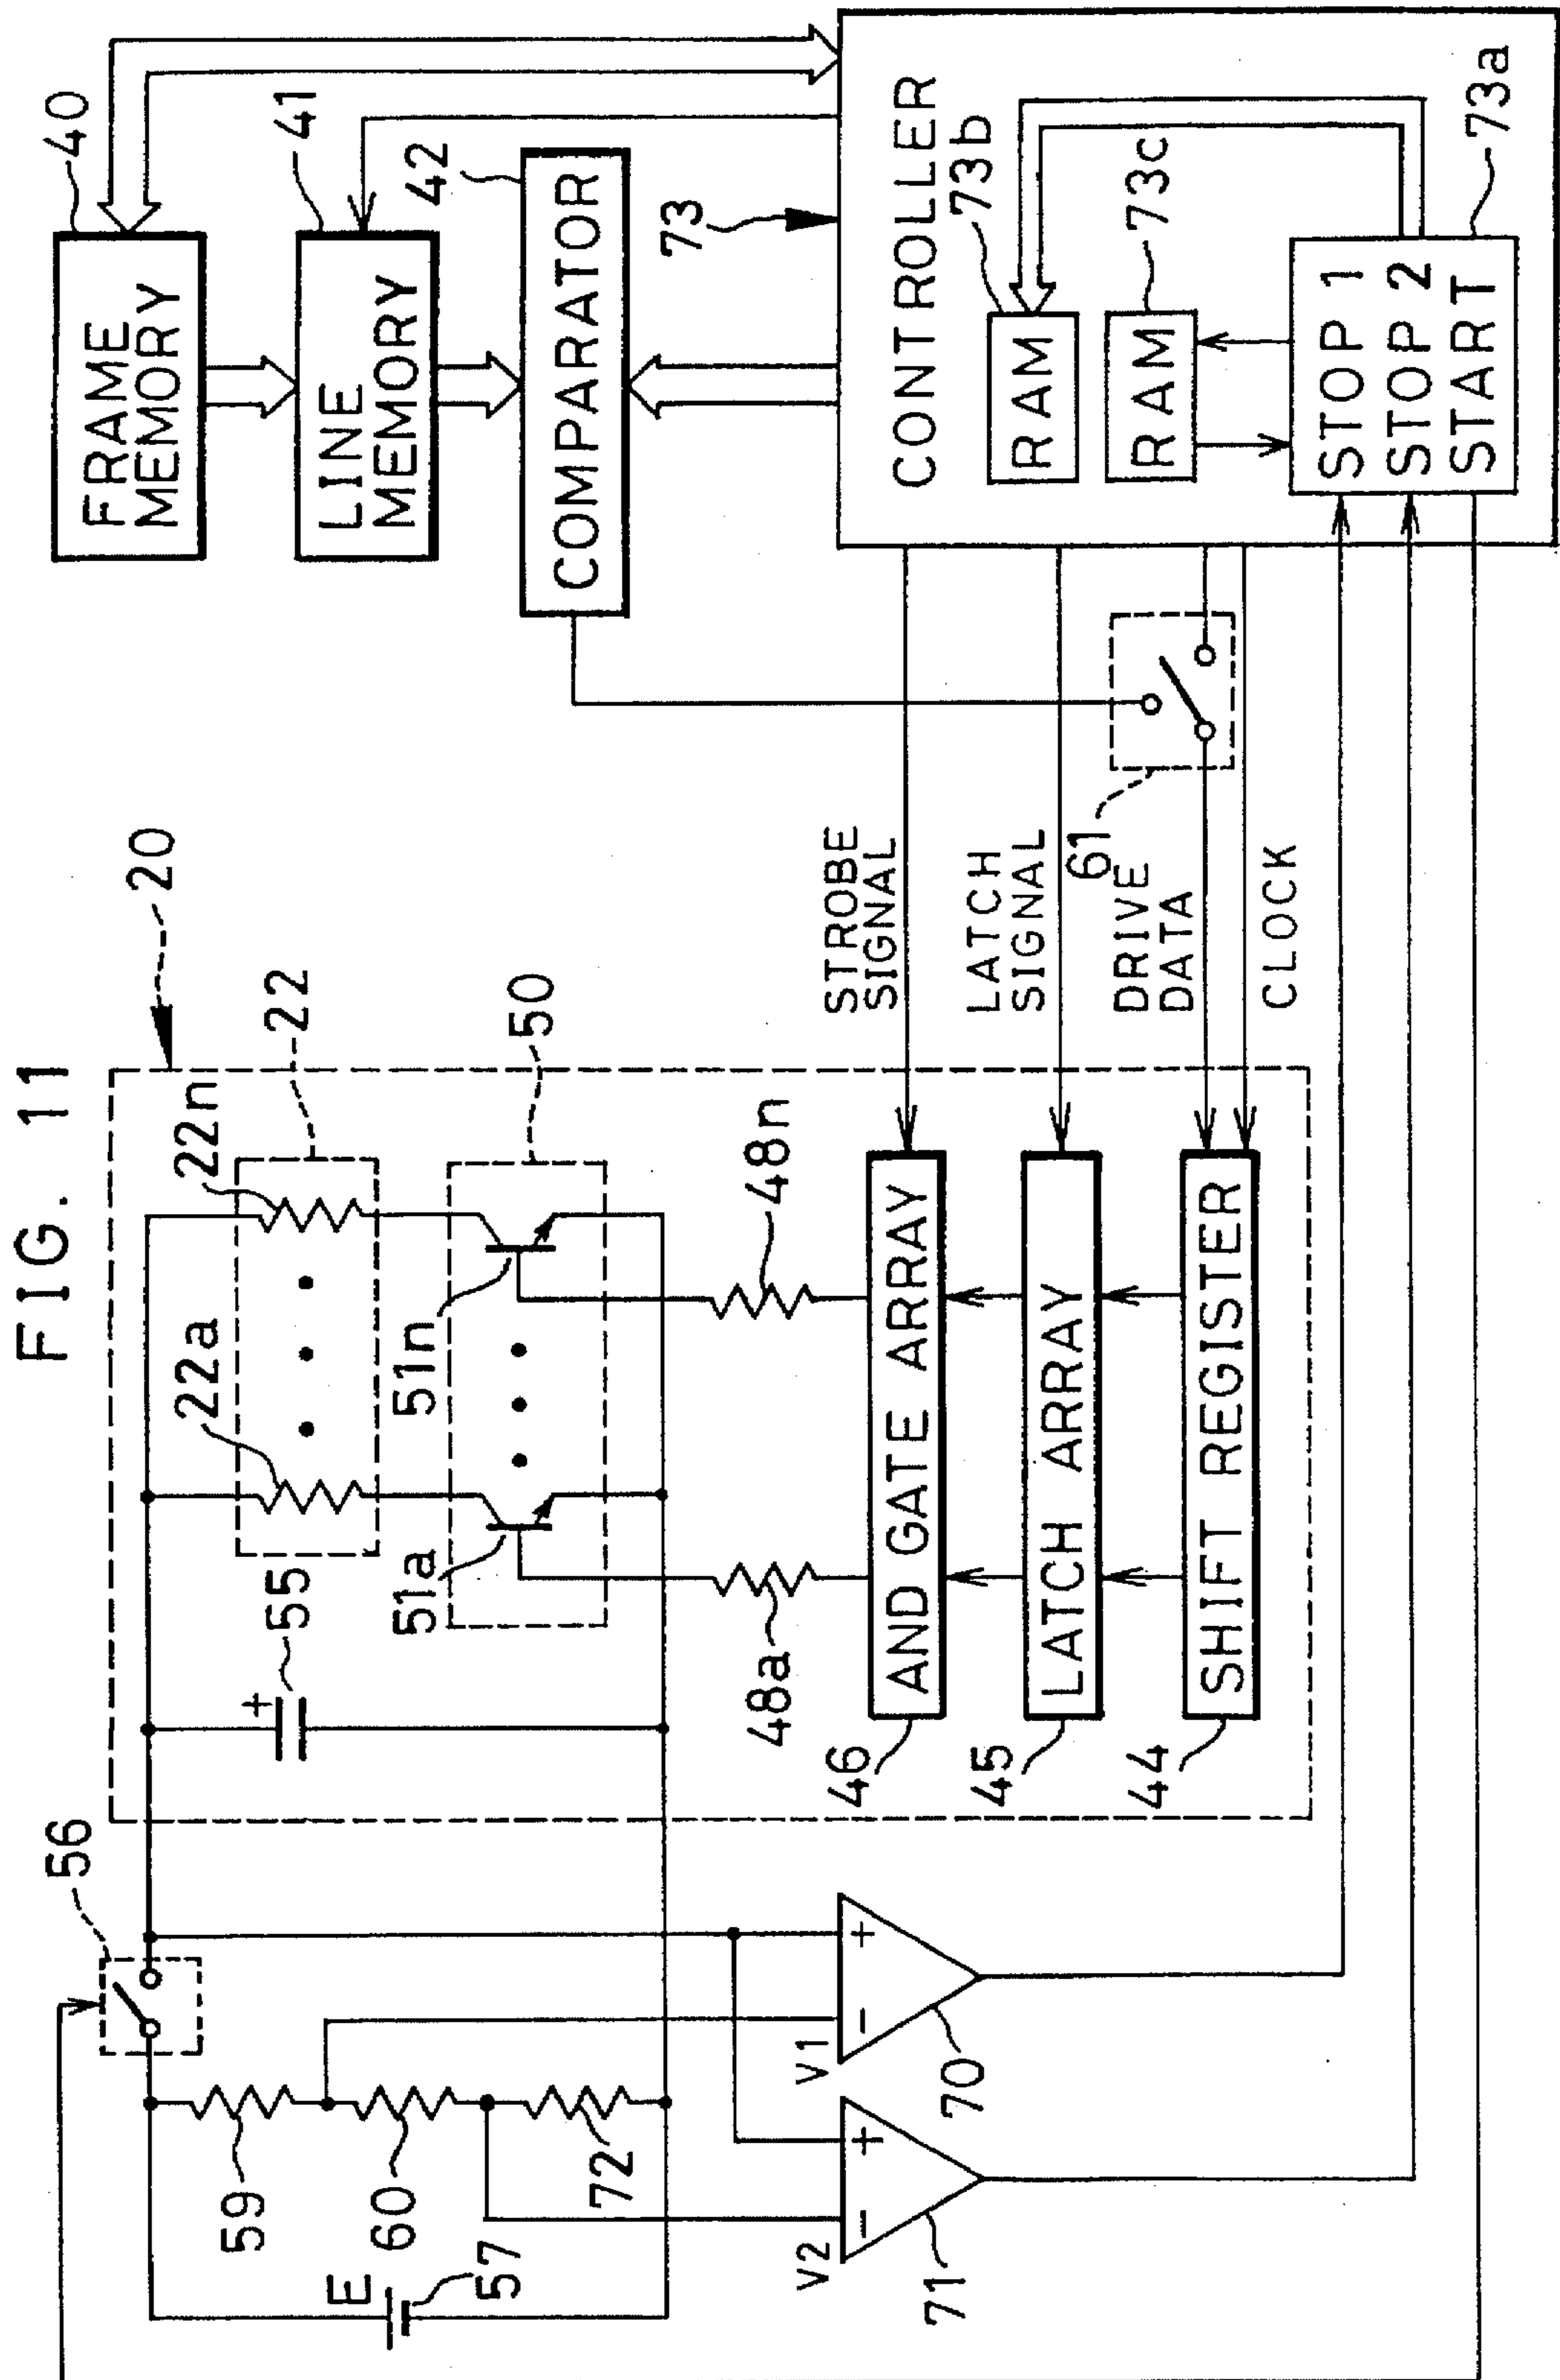 FIG. 11
56
20
55
22a
22n
22
51a
51n
50
48a
48n
59
60
72
E
57
V1
V2
70
71
46
AND GATE ARRAY
45
LATCH ARRAY
44
SHIFT REGISTER
STROBE
SIGNAL
LATCH
SIGNAL
61
DRIVE
DATA
CLOCK
40
FRAME
MEMORY
41
LINE
MEMORY
42
COMPARATOR
73
CONTROLLER
73b
RAM
73c
RAM
STOP 1
STOP 2
START
73a
+
+
−
+
−